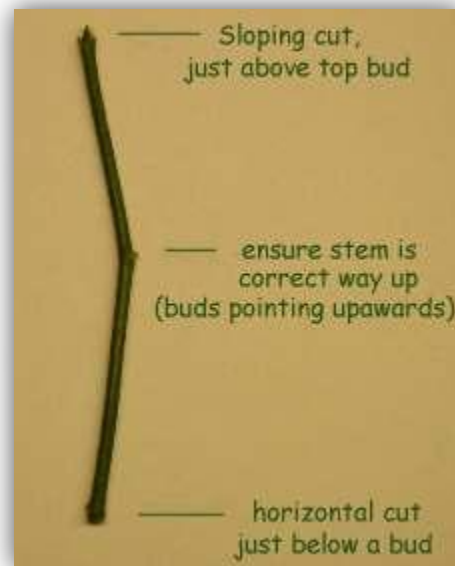 Sloping cut,
just above top bud
ensure stem is
correct way up
(buds pointing upawards)
horizontal cut
just below a bud